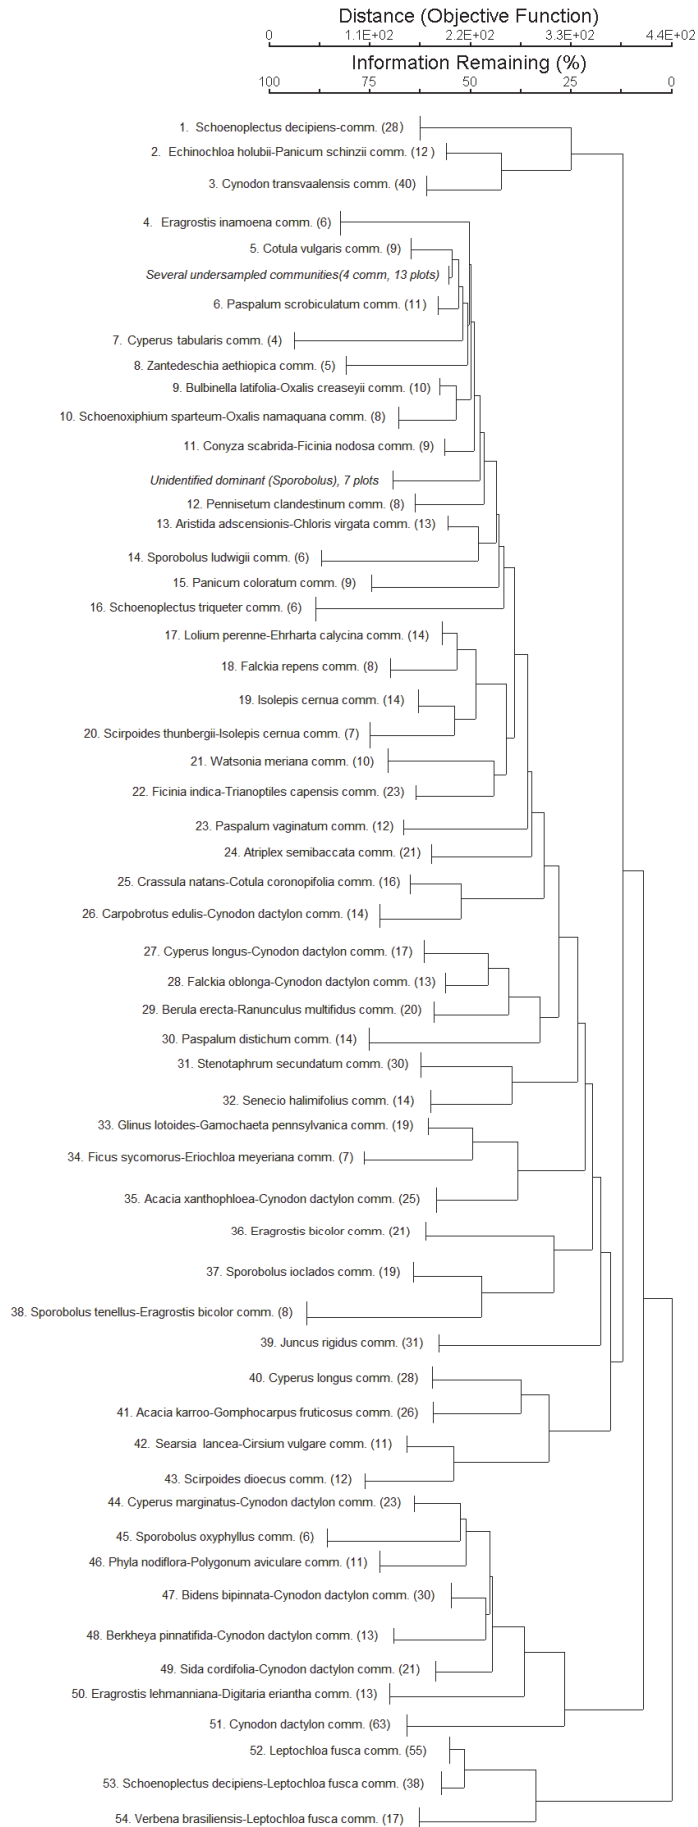 Distance (Objective Function)
0 1.1E+02 2.2E+02 3.3E+02 4.4E+02
Information Remaining (%)
100 75 50 25 0
1. Schoenoplectus decipiens-comm. (28)
2. Echinochloa holubii-Panicum schinzii comm. (12 )
3. Cynodon transvaalensis comm. (40)
4. Eragrostis inamoena comm. (6)
5. Cotula vulgaris comm. (9)
Several undersampled communities(4 comm, 13 plots)
6. Paspalum scrobiculatum comm. (11)
7. Cyperus tabularis comm. (4)
8. Zantedeschia aethiopica comm. (5)
9. Bulbinella latifolia-Oxalis creaseyii comm. (10)
10. Schoenoxiphium sparteum-Oxalis namaquana comm. (8)
11. Conyza scabrida-Ficinia nodosa comm. (9)
Unidentified dominant (Sporobolus), 7 plots
12. Pennisetum clandestinum comm. (8)
13. Aristida adscensionis-Chloris virgata comm. (13)
14. Sporobolus ludwigii comm. (6)
15. Panicum coloratum comm. (9)
16. Schoenoplectus triqueter comm. (6)
17. Lolium perenne-Ehrharta calycina comm. (14)
18. Falckia repens comm. (8)
19. Isolepis cernua comm. (14)
20. Scirpoides thunbergii-Isolepis cernua comm. (7)
21. Watsonia meriana comm. (10)
22. Ficinia indica-Trianoptiles capensis comm. (23)
23. Paspalum vaginatum comm. (12)
24. Atriplex semibaccata comm. (21)
25. Crassula natans-Cotula coronopifolia comm. (16)
26. Carpobrotus edulis-Cynodon dactylon comm. (14)
27. Cyperus longus-Cynodon dactylon comm. (17)
28. Falckia oblonga-Cynodon dactylon comm. (13)
29. Berula erecta-Ranunculus multifidus comm. (20)
30. Paspalum distichum comm. (14)
31. Stenotaphrum secundatum comm. (30)
32. Senecio halimifolius comm. (14)
33. Glinus lotoides-Gamochaeta pennsylvanica comm. (19)
34. Ficus sycomorus-Eriochloa meyeriana comm. (7)
35. Acacia xanthophloea-Cynodon dactylon comm. (25)
36. Eragrostis bicolor comm. (21)
37. Sporobolus ioclados comm. (19)
38. Sporobolus tenellus-Eragrostis bicolor comm. (8)
39. Juncus rigidus comm. (31)
40. Cyperus longus comm. (28)
41. Acacia karroo-Gomphocarpus fruticosus comm. (26)
42. Searsia lancea-Cirsium vulgare comm. (11)
43. Scirpoides dioecus comm. (12)
44. Cyperus marginatus-Cynodon dactylon comm. (23)
45. Sporobolus oxyphyllus comm. (6)
46. Phyla nodiflora-Polygonum aviculare comm. (11)
47. Bidens bipinnata-Cynodon dactylon comm. (30)
48. Berkheya pinnatifida-Cynodon dactylon comm. (13)
49. Sida cordifolia-Cynodon dactylon comm. (21)
50. Eragrostis lehmanniana-Digitaria eriantha comm. (13)
51. Cynodon dactylon comm. (63)
52. Leptochloa fusca comm. (55)
53. Schoenoplectus decipiens-Leptochloa fusca comm. (38)
54. Verbena brasiliensis-Leptochloa fusca comm. (17)